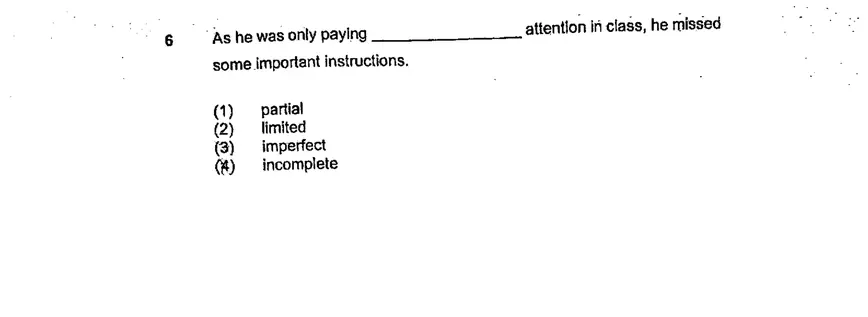 6 As he was only paying ________________ attention in class, he missed
some important instructions.
(1) partial
(2) limited
(3) imperfect
(4) incomplete